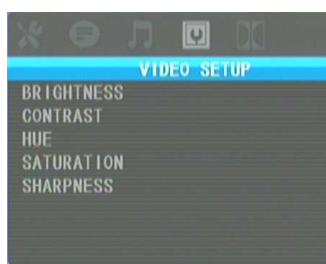 VIDEO SETUP
BRIGHTNESS
CONTRAST
HUE
SATURATION
SHARPNESS